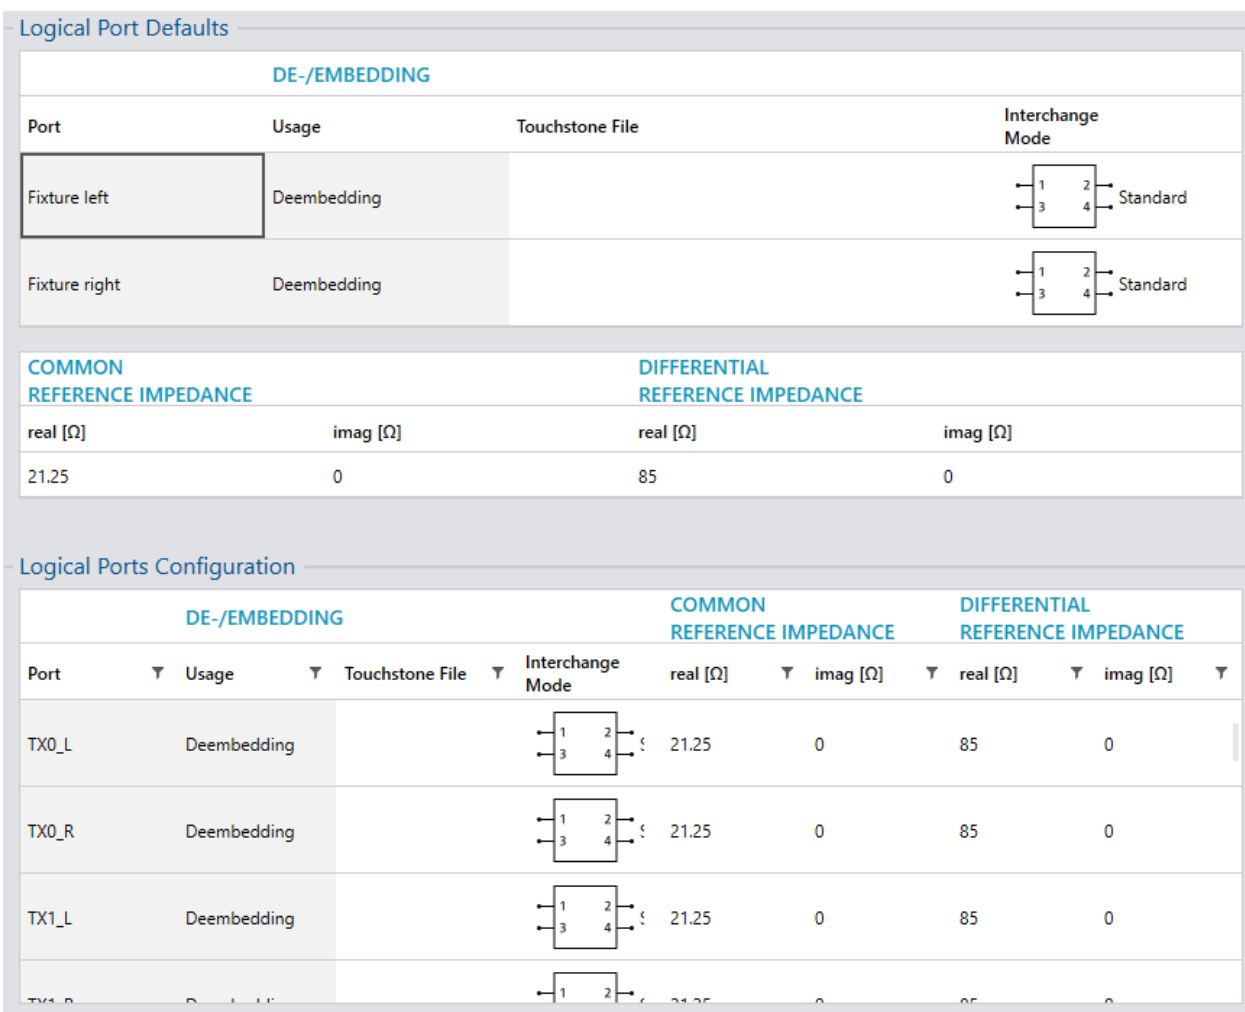 Logical Port Defaults
DE-/EMBEDDING
Port Usage Touchstone File Interchange Mode
Fixture left Deembedding 1 2 3 4 Standard
Fixture right Deembedding 1 2 3 4 Standard
COMMON DIFFERENTIAL
REFERENCE IMPEDANCE REFERENCE IMPEDANCE
real [Ω] imag [Ω] real [Ω] imag [Ω]
21.25 0 85 0
Logical Ports Configuration
DE-/EMBEDDING COMMON REFERENCE IMPEDANCE DIFFERENTIAL REFERENCE IMPEDANCE
Port Usage Touchstone File Interchange Mode real [Ω] imag [Ω] real [Ω] imag [Ω]
TX0_L Deembedding 1 2 3 4 21.25 0 85 0
TX0_R Deembedding 1 2 3 4 21.25 0 85 0
TX1_L Deembedding 1 2 3 4 21.25 0 85 0
1 2